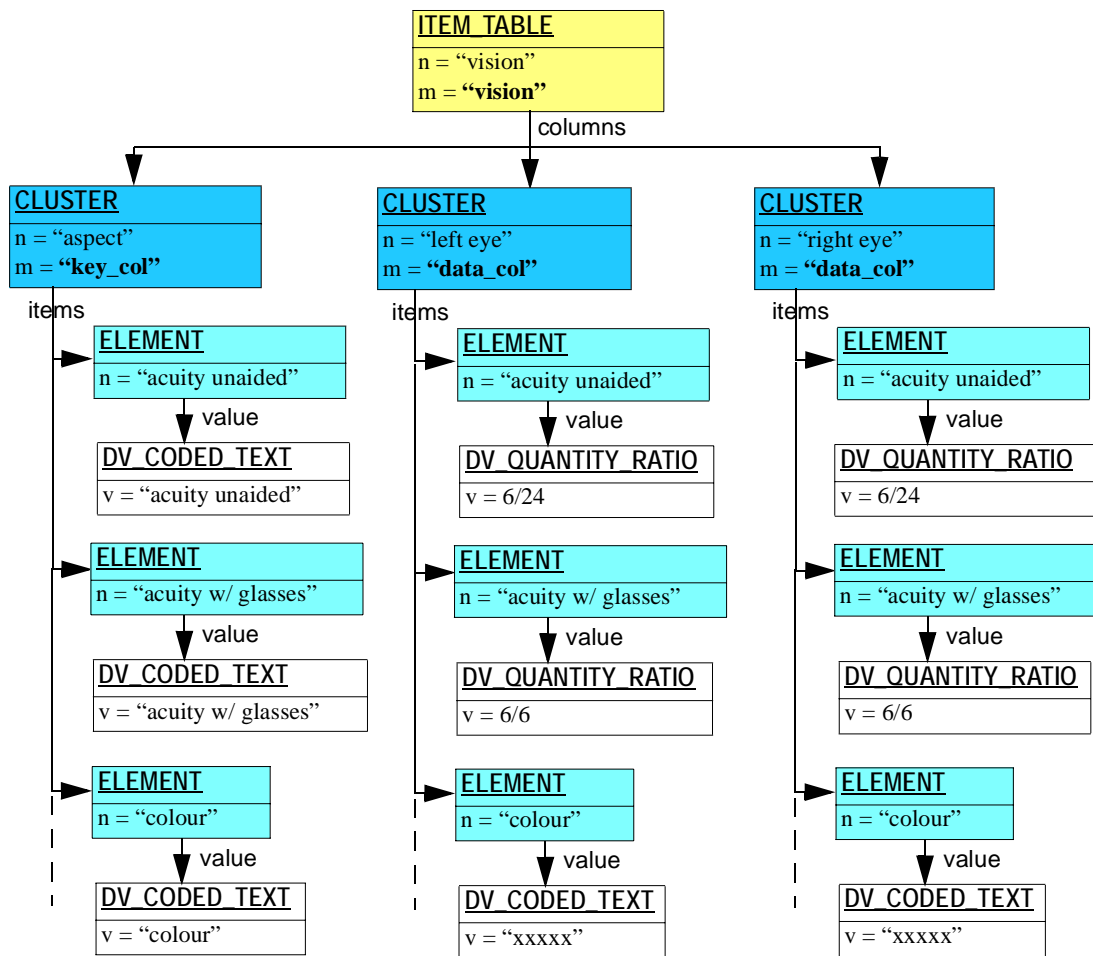 ITEM_TABLE
n = “vision”
m = “vision”
columns
CLUSTER
n = “aspect”
m = “key_col”
items
ELEMENT
n = “acuity unaided”
value
DV_CODED_TEXT
v = “acuity unaided”
ELEMENT
n = “acuity w/ glasses”
value
DV_CODED_TEXT
v = “acuity w/ glasses”
ELEMENT
n = “colour”
value
DV_CODED_TEXT
v = “colour”
CLUSTER
n = “left eye”
m = “data_col”
items
ELEMENT
n = “acuity unaided”
value
DV_QUANTITY_RATIO
v = 6/24
ELEMENT
n = “acuity w/ glasses”
value
DV_QUANTITY_RATIO
v = 6/6
ELEMENT
n = “colour”
value
DV_CODED_TEXT
v = “xxxxx”
CLUSTER
n = “right eye”
m = “data_col”
items
ELEMENT
n = “acuity unaided”
value
DV_QUANTITY_RATIO
v = 6/24
ELEMENT
n = “acuity w/ glasses”
value
DV_QUANTITY_RATIO
v = 6/6
ELEMENT
n = “colour”
value
DV_CODED_TEXT
v = “xxxxx”